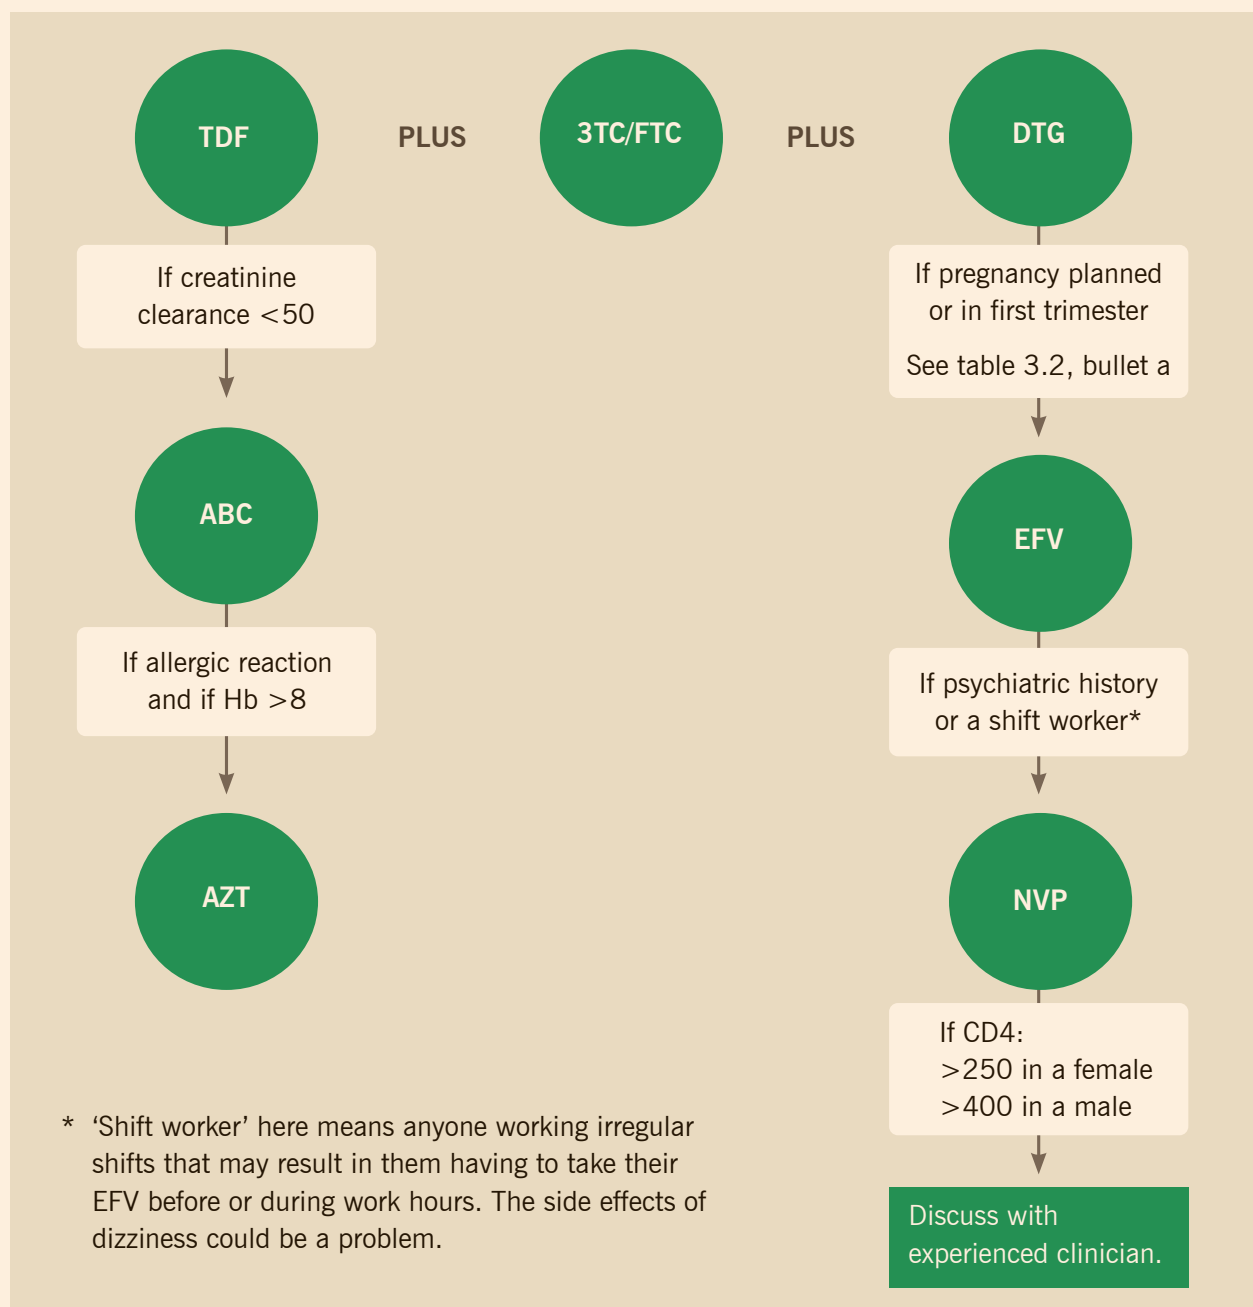 TDF
PLUS
3TC/FTC
PLUS
DTG
If creatinine
clearance <50
If pregnancy planned
or in first trimester
See table 3.2, bullet a
ABC
EFV
If allergic reaction
and if Hb >8
If psychiatric history
or a shift worker*
AZT
NVP
If CD4:
>250 in a female
>400 in a male
* ‘Shift worker’ here means anyone working irregular
shifts that may result in them having to take their
EFV before or during work hours. The side effects of
dizziness could be a problem.
Discuss with
experienced clinician.